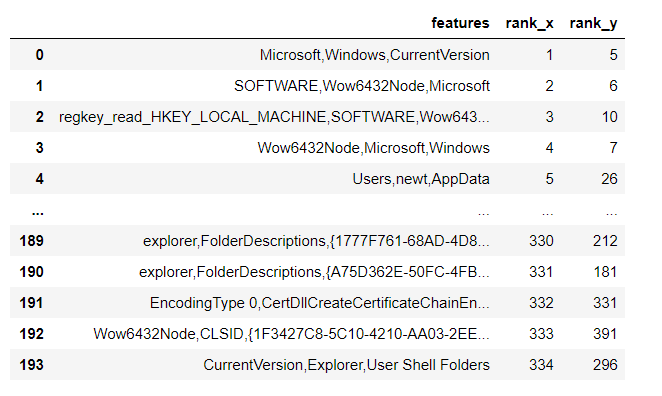 features rank_x rank_y
0 Microsoft,Windows,CurrentVersion 1 5
1 SOFTWARE,Wow6432Node,Microsoft 2 6
2 regkey_read_HKEY_LOCAL_MACHINE,SOFTWARE,Wow643... 3 10
3 Wow6432Node,Microsoft,Windows 4 7
4 Users,newt,AppData 5 26
... ... ... ...
189 explorer,FolderDescriptions,{1777F761-68AD-4D8... 330 212
190 explorer,FolderDescriptions,{A75D362E-50FC-4FB... 331 181
191 EncodingType 0,CertDllCreateCertificateChainEn... 332 331
192 Wow6432Node,CLSID,{1F3427C8-5C10-4210-AA03-2EE... 333 391
193 CurrentVersion,Explorer,User Shell Folders 334 296